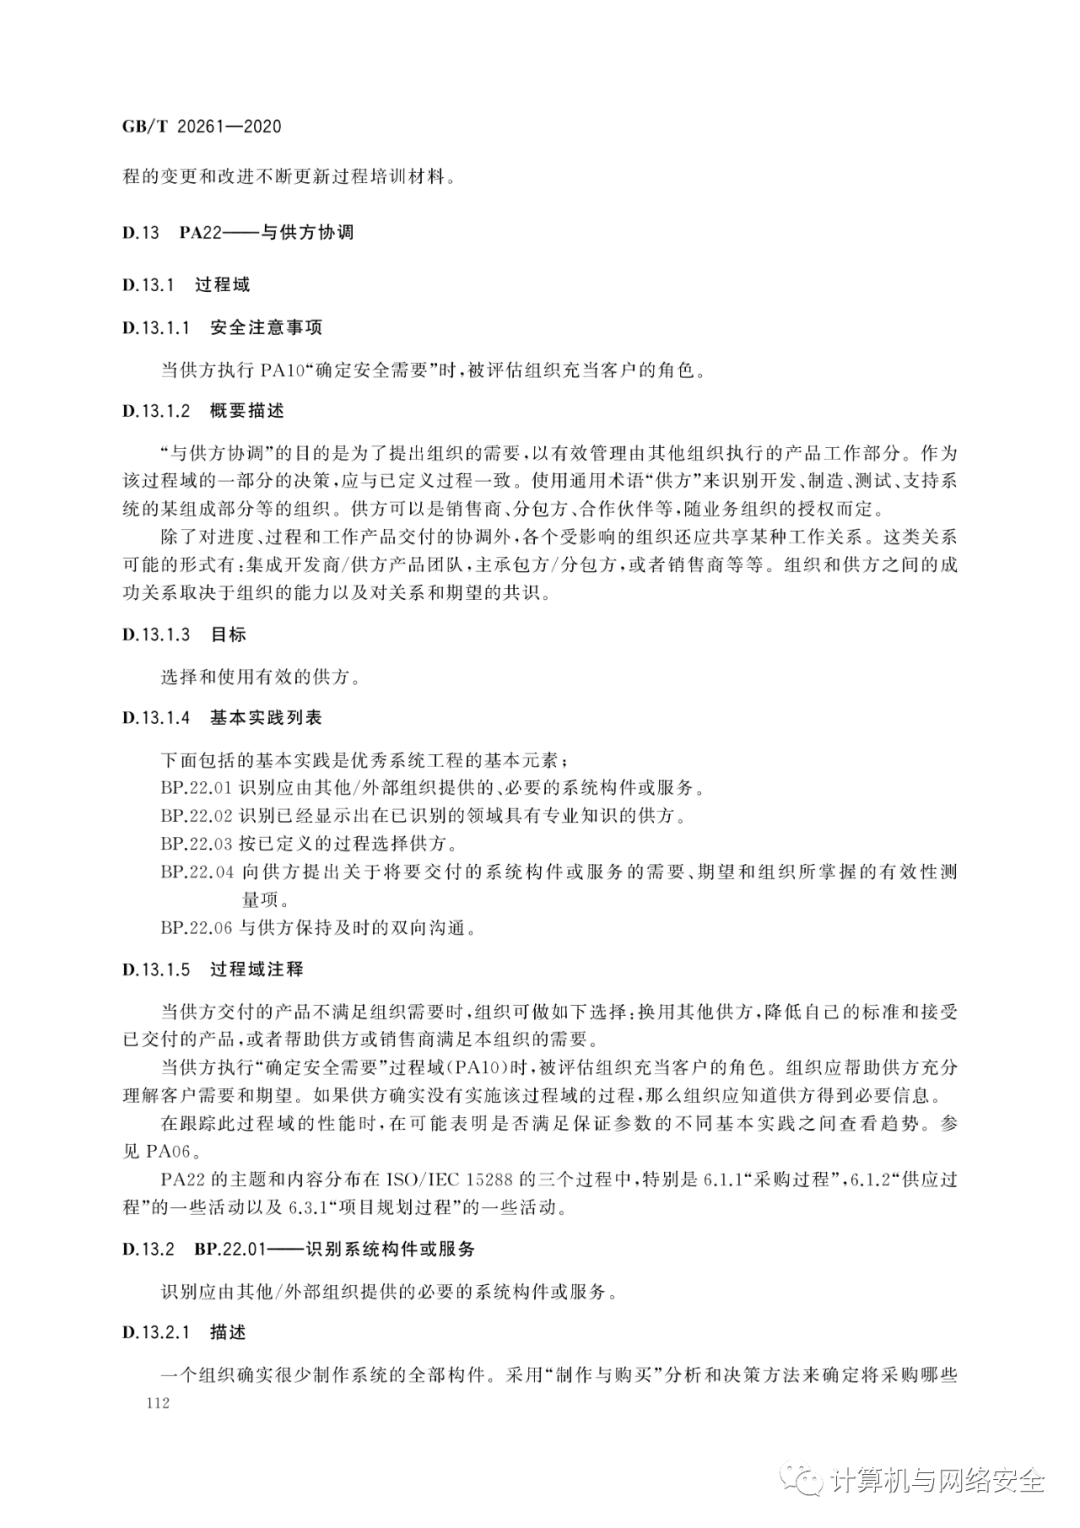 GB/T 20261—2020
程的变更和改进不断更新过程培训材料。
D.13 PA22——与供方协调
D.13.1 过程域
D.13.1.1 安全注意事项
当供方执行 PA10“确定安全需要”时,被评估组织充当客户的角色。
D.13.1.2 概要描述
“与供方协调”的目的是为了提出组织的需要,以有效管理由其他组织执行的产品工作部分。作为
该过程域的一部分的决策,应与已定义过程一致。使用通用术语“供方”来识别开发、制造、测试、支持系
统的某组成部分等的组织。供方可以是销售商、分包方、合作伙伴等,随业务组织的授权而定。
除了对进度、过程和工作产品交付的协调外,各个受影响的组织还应共享某种工作关系。这类关系
可能的形式有:集成开发商/供方产品团队,主承包方/分包方,或者销售商等等。组织和供方之间的成
功关系取决于组织的能力以及对关系和期望的共识。
D.13.1.3 目标
选择和使用有效的供方。
D.13.1.4 基本实践列表
下面包括的基本实践是优秀系统工程的基本元素;
BP.22.01 识别应由其他/外部组织提供的、必要的系统构件或服务。
BP.22.02 识别已经显示出在已识别的领域具有专业知识的供方。
BP.22.03 按已定义的过程选择供方。
BP.22.04 向供方提出关于将要交付的系统构件或服务的需要、期望和组织所掌握的有效性测
量项。
BP.22.06 与供方保持及时的双向沟通。
D.13.1.5 过程域注释
当供方交付的产品不满足组织需要时,组织可做如下选择:换用其他供方,降低自己的标准和接受
已交付的产品,或者帮助供方或销售商满足本组织的需要。
当供方执行“确定安全需要”过程域(PA10)时,被评估组织充当客户的角色。组织应帮助供方充分
理解客户需要和期望。如果供方确实没有实施该过程域的过程,那么组织应知道供方得到必要信息。
在跟踪此过程域的性能时,在可能表明是否满足保证参数的不同基本实践之间查看趋势。参
见 PA06。
PA22 的主题和内容分布在 ISO/IEC 15288 的三个过程中,特别是 6.1.1“采购过程”,6.1.2“供应过
程”的一些活动以及 6.3.1“项目规划过程”的一些活动。
D.13.2 BP.22.01——识别系统构件或服务
识别应由其他/外部组织提供的必要的系统构件或服务。
D.13.2.1 描述
一个组织确实很少制作系统的全部构件。采用“制作与购买”分析和决策方法来确定将采购哪些
112
计算机与网络安全